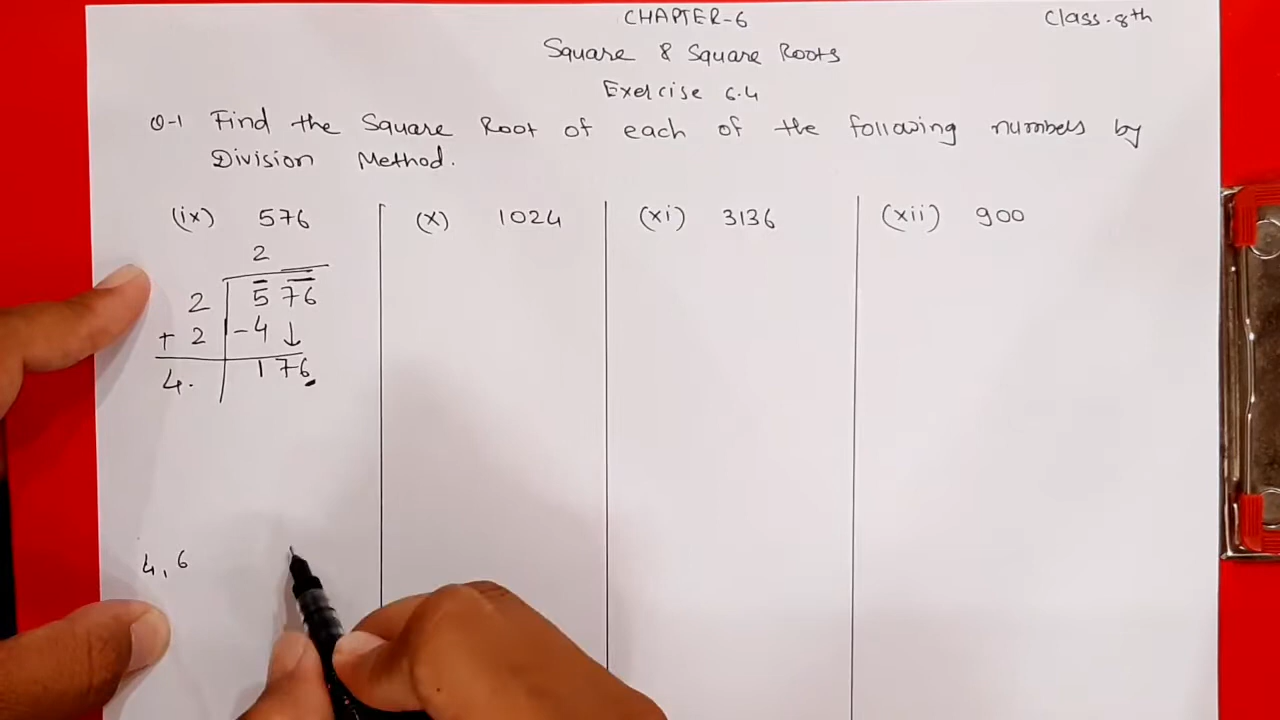 CHAPTER-6
Class-8th
Square & Square Roots
Exercise 6.4
Q-1 Find the Square Root of each of the following numbers by
Division Method.
(ix) 576
(x) 1024
(xi) 3136
(xii) 900
2
2 5 76
+ 2 -4 ↓
4. 1 76
4, 6